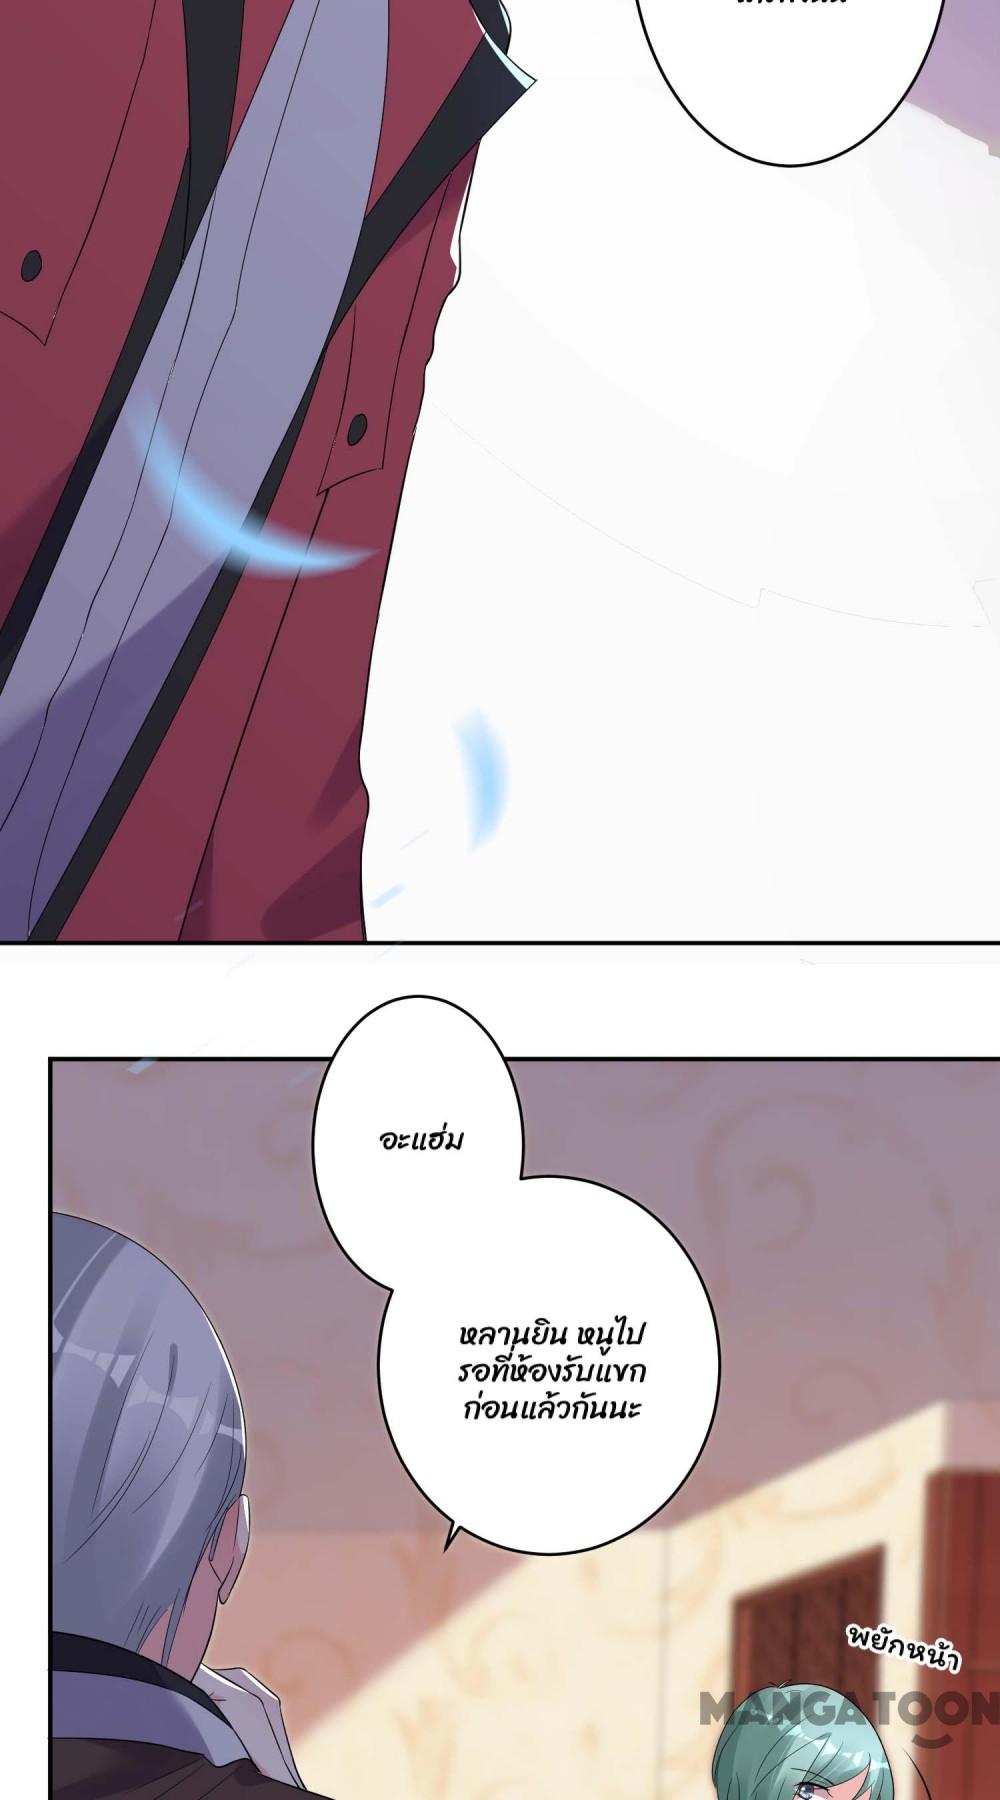 อะแฮ่ม
หลานยิน หนูไป
รอที่ห้องรับแขก
ก่อนแล้วกันนะ
พยักหน้า
MANGATOON